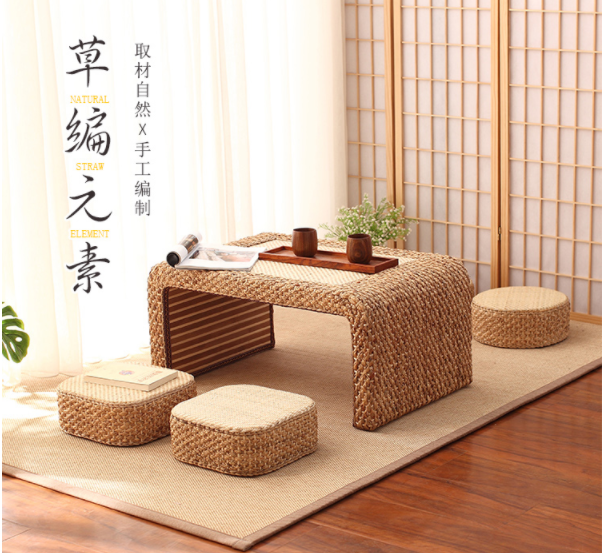 草
NATURAL
编
STRAW
之
ELEMENT
素
取材自然 X 手工编制